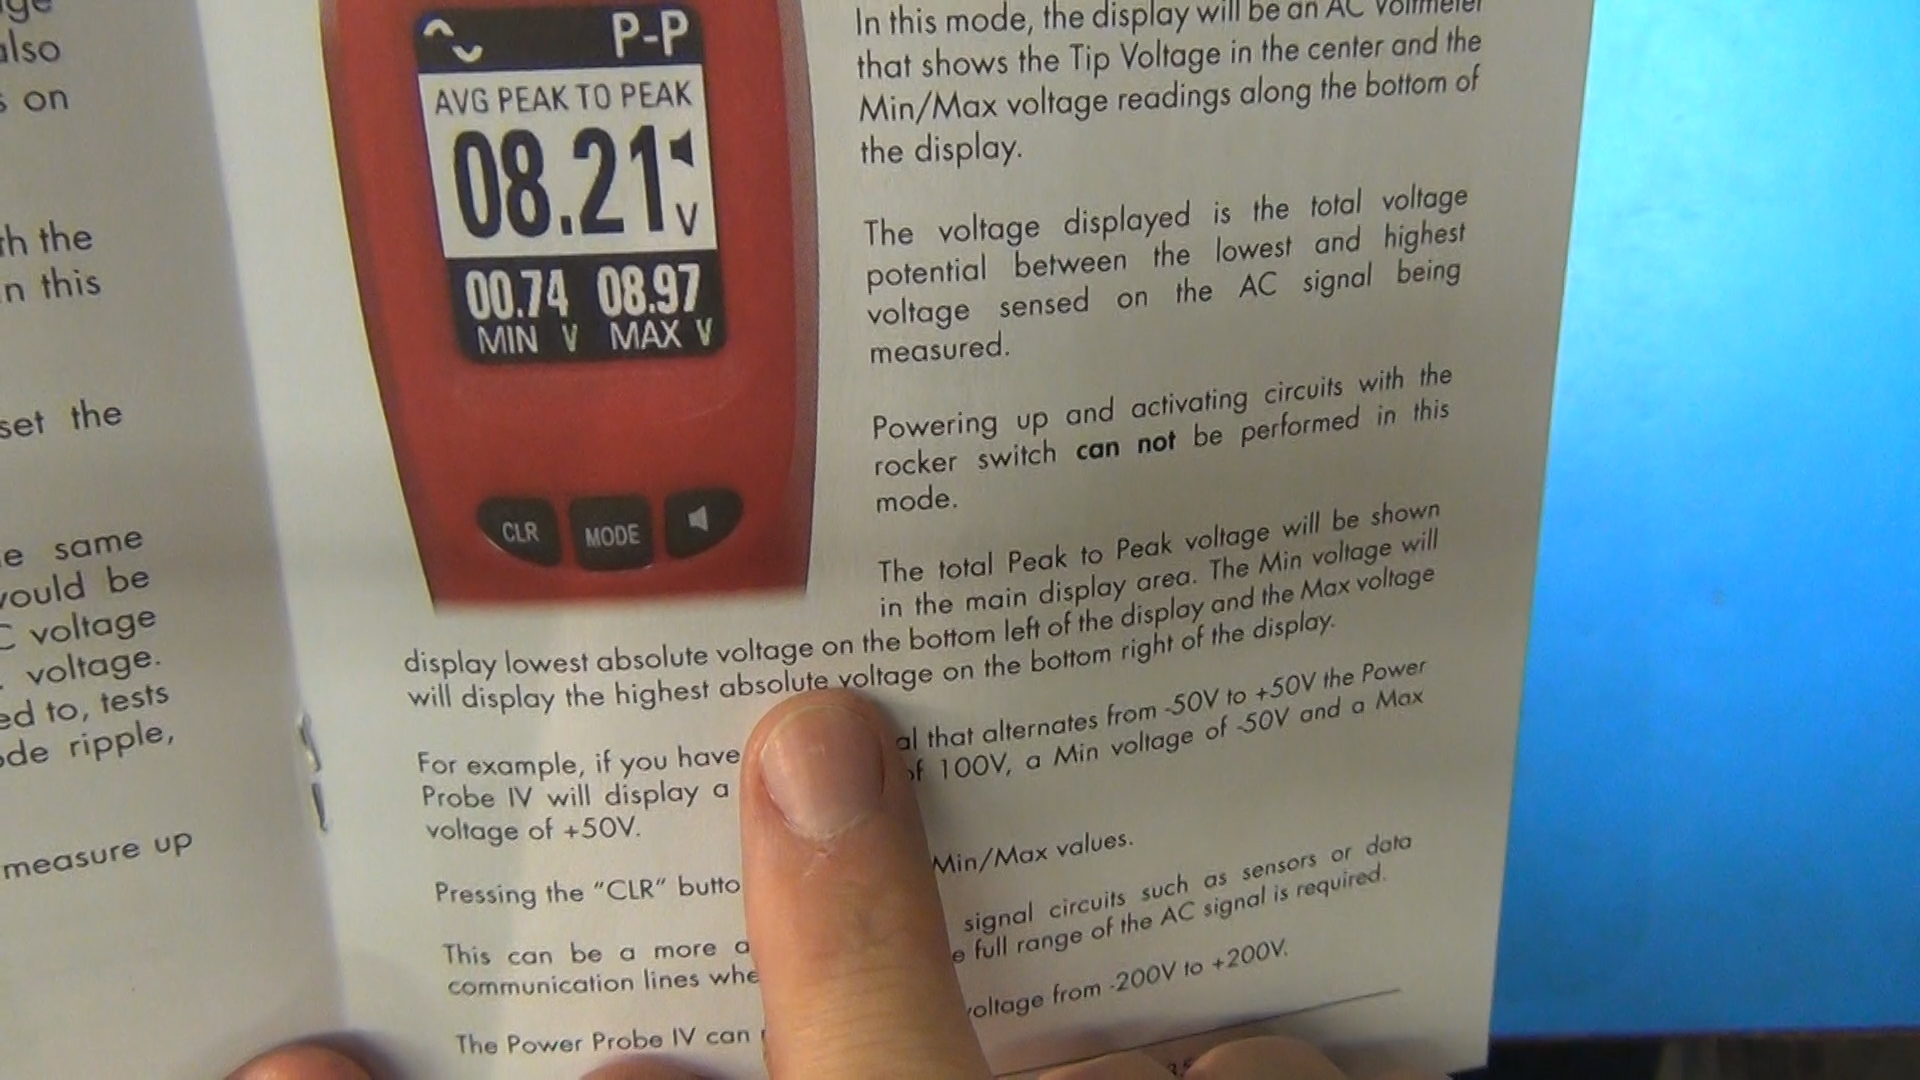 ge
also
s on
th the
n this
set the
e same
would be
C voltage
voltage.
ed to, tests
ode ripple,
measure up
P-P
AVG PEAK TO PEAK
08.21 V
00.74 08.97
MIN V MAX V
CLR MODE
In this mode, the display will be an AC Voltmeter
that shows the Tip Voltage in the center and the
Min/Max voltage readings along the bottom of
the display.
The voltage displayed is the total voltage
potential between the lowest and highest
voltage sensed on the AC signal being
measured.
Powering up and activating circuits with the
rocker switch can not be performed in this
mode.
The total Peak to Peak voltage will be shown
in the main display area. The Min voltage will
display lowest absolute voltage on the bottom left of the display and the Max voltage
will display the highest absolute voltage on the bottom right of the display.
For example, if you have al that alternates from -50V to +50V the Power
Probe IV will display a of 100V, a Min voltage of -50V and a Max
voltage of +50V.
Pressing the "CLR" butto Min/Max values.
This can be a more a signal circuits such as sensors or data
communication lines whe e full range of the AC signal is required.
The Power Probe IV can voltage from -200V to +200V.